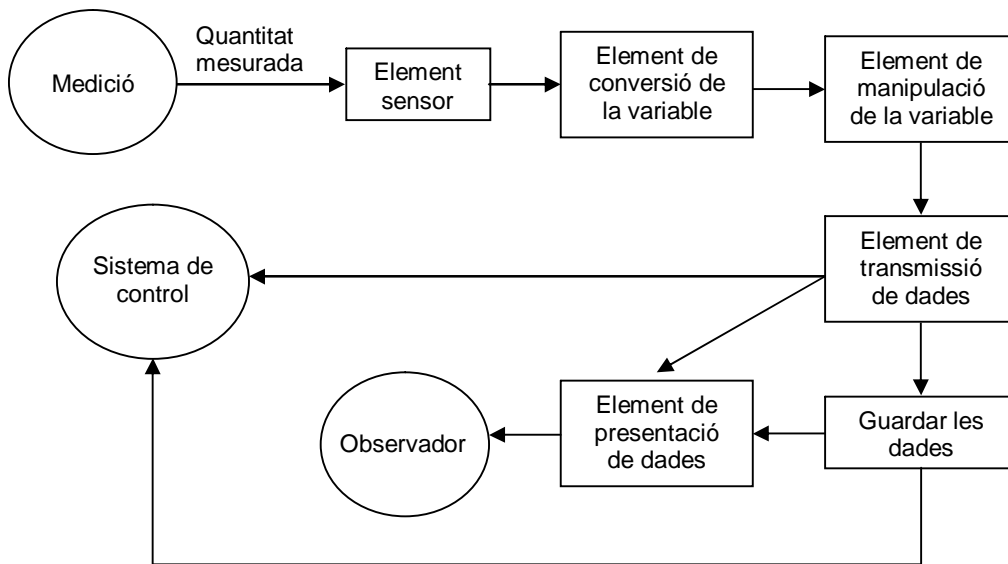 Medició
Quantitat
mesurada
Element
sensor
Element de
conversió de
la variable
Element de
manipulació
de la variable
Sistema de
control
Element de
transmissió
de dades
Observador
Element de
presentació
de dades
Guardar les
dades